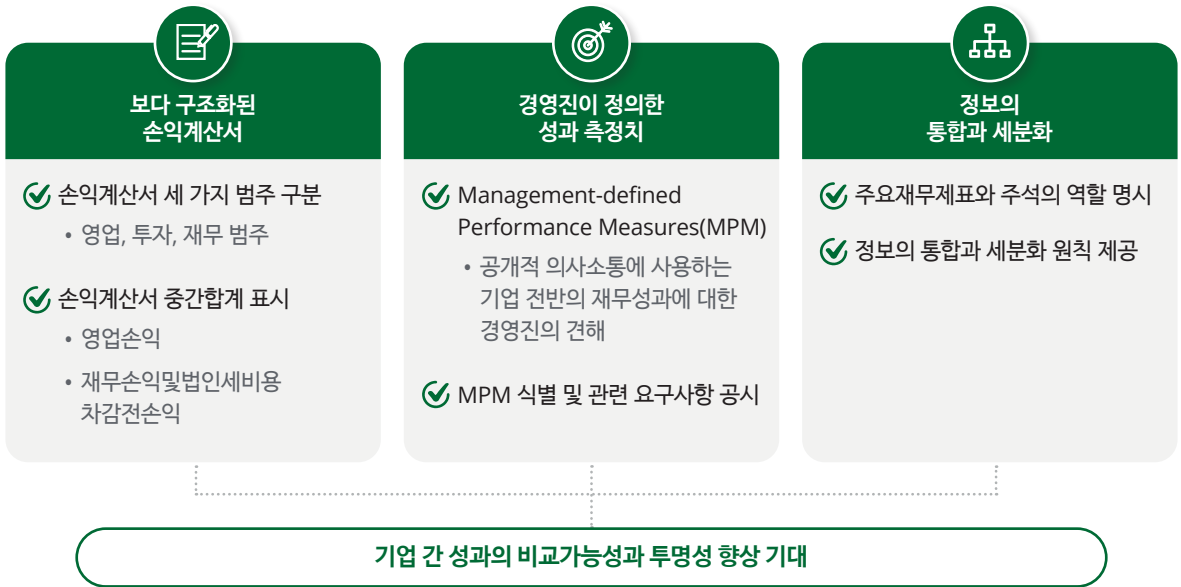 보다 구조화된
손익계산서
손익계산서 세 가지 범주 구분
• 영업, 투자, 재무 범주
손익계산서 중간합계 표시
• 영업손익
• 재무손익및법인세비용
차감전손익
경영진이 정의한
성과 측정치
Management-defined
Performance Measures(MPM)
• 공개적 의사소통에 사용하는
기업 전반의 재무성과에 대한
경영진의 견해
MPM 식별 및 관련 요구사항 공시
정보의
통합과 세분화
주요재무제표와 주석의 역할 명시
정보의 통합과 세분화 원칙 제공
기업 간 성과의 비교가능성과 투명성 향상 기대